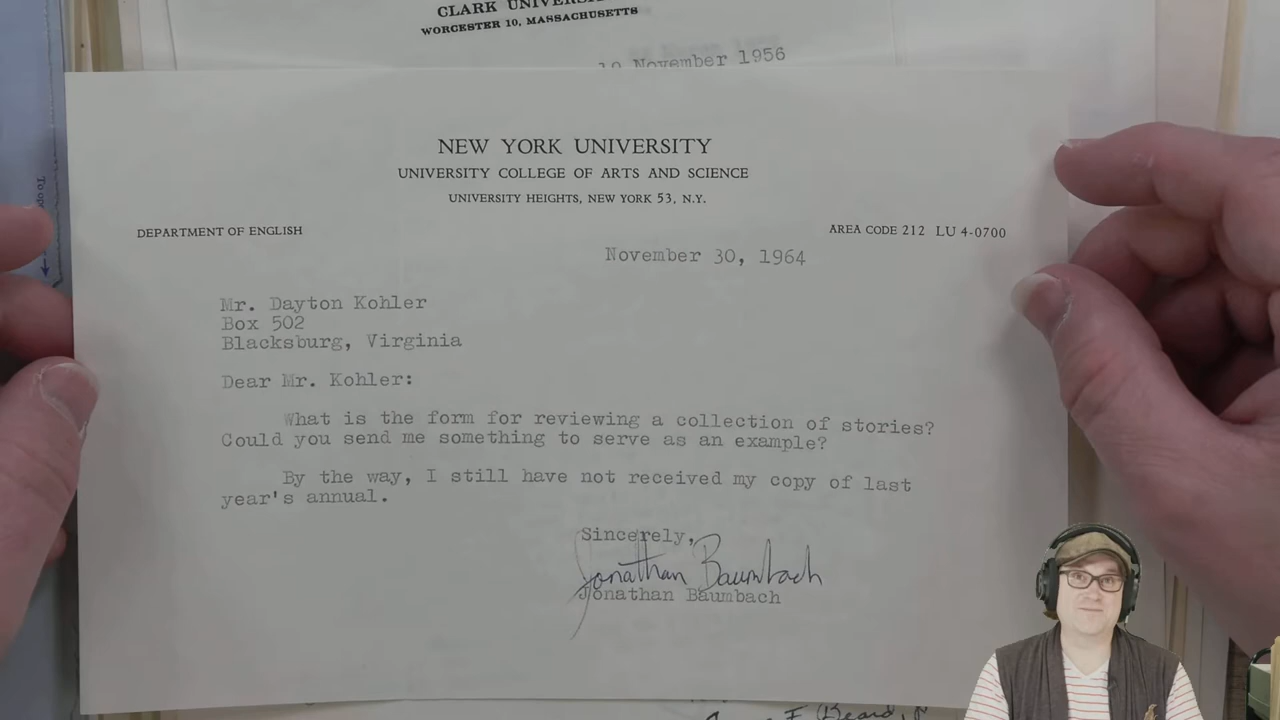 CLARK UNIVERSITY
WORCESTER 10, MASSACHUSETTS
November 1956
NEW YORK UNIVERSITY
UNIVERSITY COLLEGE OF ARTS AND SCIENCE
UNIVERSITY HEIGHTS, NEW YORK 53, N.Y.
DEPARTMENT OF ENGLISH
AREA CODE 212 LU 4-0700
November 30, 1964
Mr. Dayton Kohler
Box 502
Blacksburg, Virginia
Dear Mr. Kohler:
What is the form for reviewing a collection of stories?
Could you send me something to serve as an example?
By the way, I still have not received my copy of last
year's annual.
Sincerely,
Jonathan Baumbach
Jonathan Baumbach